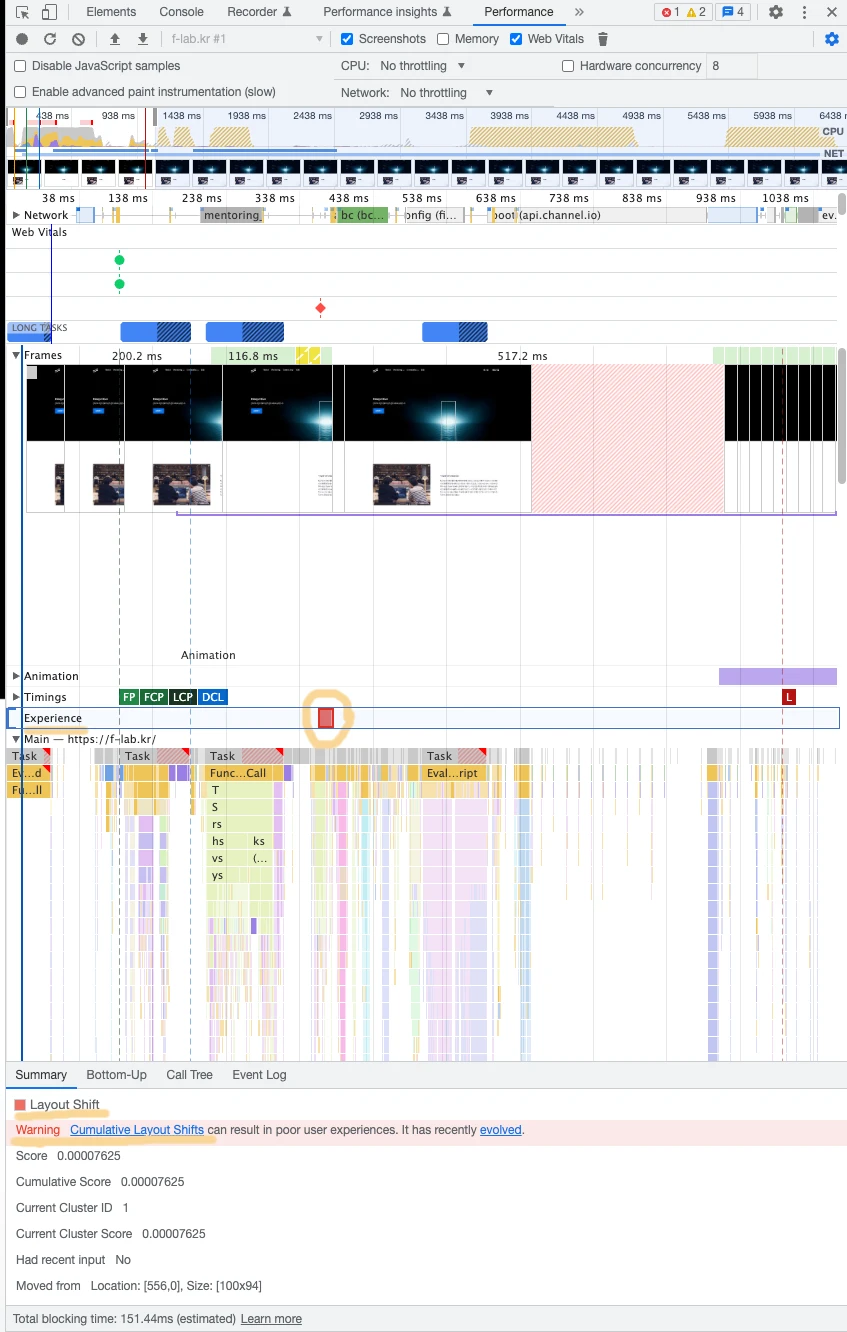 Elements Console Recorder Performance insights Performance 1 2 4
f-lab.kr #1 Screenshots Memory Web Vitals
Disable JavaScript samples CPU: No throttling Hardware concurrency 8
Enable advanced paint instrumentation (slow) Network: No throttling
438 ms 938 ms 1438 ms 1938 ms 2438 ms 2938 ms 3438 ms 3938 ms 4438 ms 4938 ms 5438 ms 5938 ms 6438 r
CPU
NET
38 ms 138 ms 238 ms 338 ms 438 ms 538 ms 638 ms 738 ms 838 ms 938 ms 1038 ms
Network mentoring bc (bc... onfig (fi... boot (api.channel.io) ev.
Web Vitals
LONG TASKS
Frames 200.2 ms 116.8 ms 517.2 ms
Animation
Animation
Timings FP FCP LCP DCL L
Experience
Main — https://f-lab.kr/
Task Task Task Task
Ev...d Func...Call Eval...ript
Fu...ll T
S
rs
hs ks
vs (...
ys
Summary Bottom-Up Call Tree Event Log
Layout Shift
Warning Cumulative Layout Shifts can result in poor user experiences. It has recently evolved.
Score 0.00007625
Cumulative Score 0.00007625
Current Cluster ID 1
Current Cluster Score 0.00007625
Had recent input No
Moved from Location: [556,0], Size: [100x94]
Total blocking time: 151.44ms (estimated) Learn more